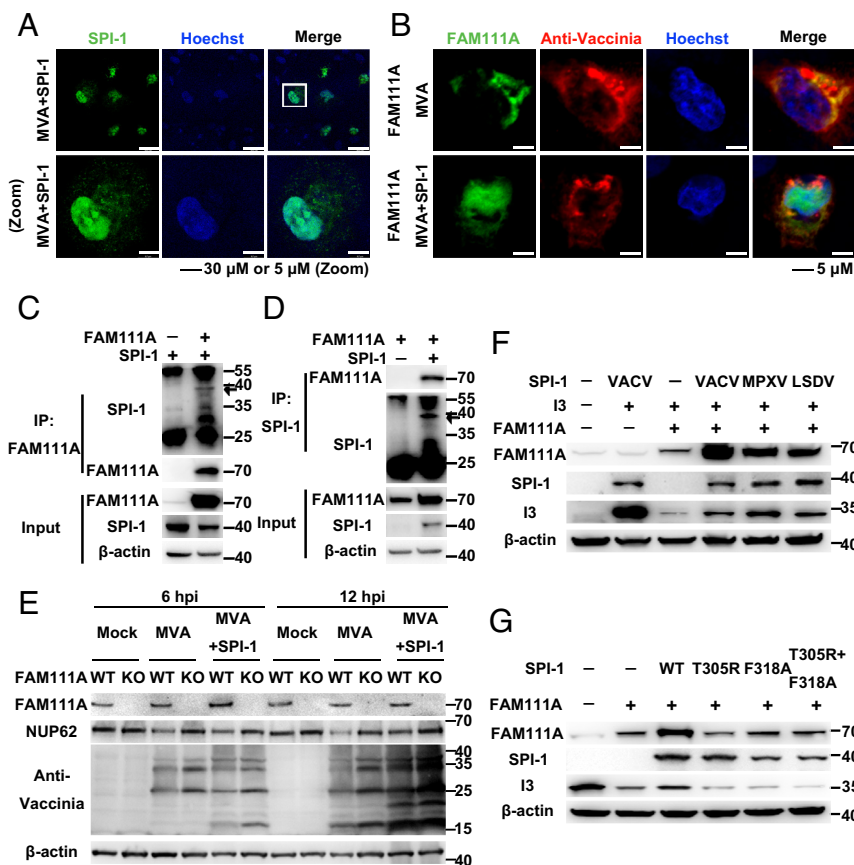 A
SPI-1 Hoechst Merge
MVA+SPI-1
(Zoom)
MVA+SPI-1
30 µM or 5 µM (Zoom)
B
FAM111A Anti-Vaccinia Hoechst Merge
FAM111A
MVA
FAM111A
MVA+SPI-1
5 µM
C
FAM111A – +
SPI-1 + +
IP:
FAM111A
SPI-1
55
40
35
25
FAM111A 70
Input
FAM111A 70
SPI-1 40
β-actin 40
D
FAM111A + +
SPI-1 – +
IP:
SPI-1
FAM111A 70
SPI-1
55
40
35
25
Input
FAM111A 70
SPI-1 40
β-actin 40
E
6 hpi 12 hpi
Mock MVA MVA +SPI-1 Mock MVA MVA +SPI-1
FAM111A WT KO WT KO WT KO WT KO WT KO WT KO
FAM111A 70
NUP62 70
55
Anti-
Vaccinia
40
35
25
15
β-actin 40
F
SPI-1 – VACV – VACV MPXV LSDV
I3 – + + + + +
FAM111A – – + + + +
FAM111A 70
SPI-1 40
I3 35
β-actin 40
G
SPI-1 – – WT T305R F318A T305R+
F318A
FAM111A – + + + + +
FAM111A 70
SPI-1 40
I3 35
β-actin 40